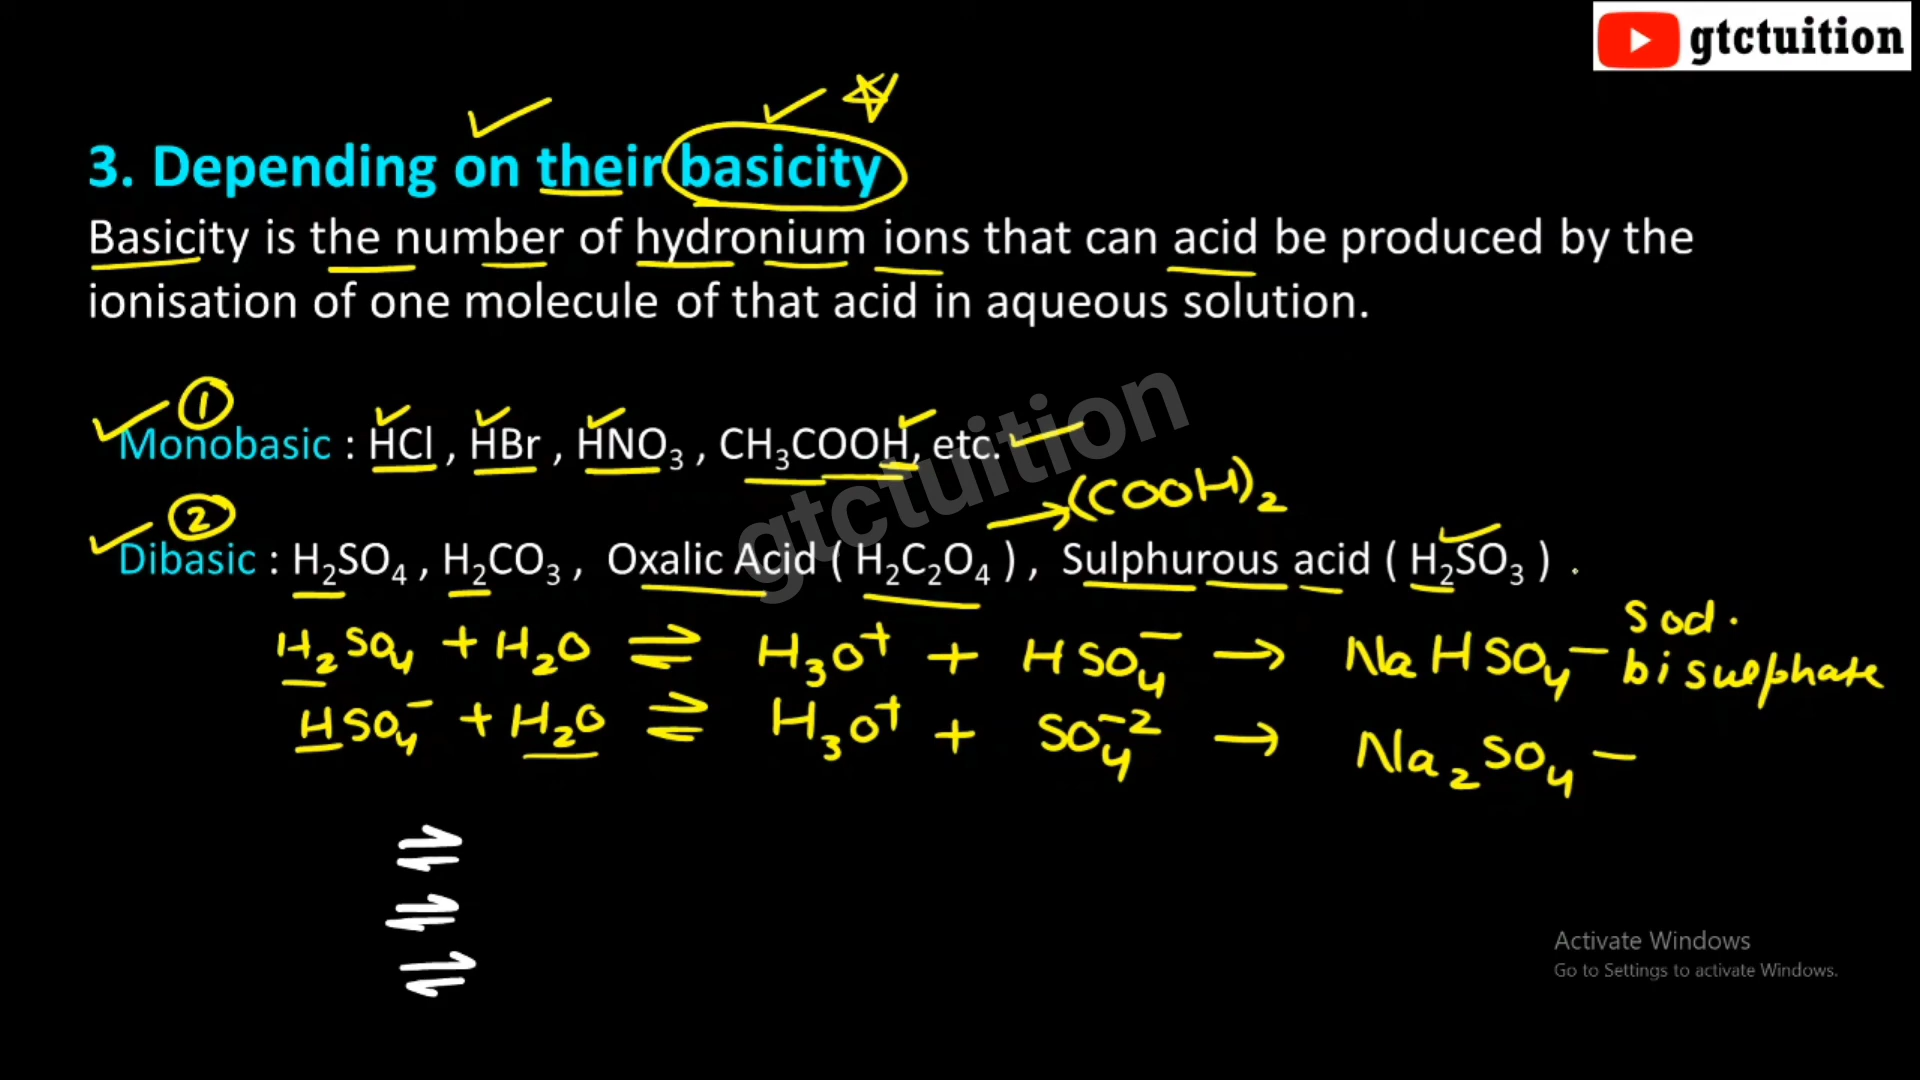 gtctuition
3. Depending on their basicity
Basicity is the number of hydronium ions that can acid be produced by the
ionisation of one molecule of that acid in aqueous solution.
①
Monobasic : HCl , HBr , HNO₃ , CH₃COOH, etc.
→ (COOH)₂
②
Dibasic : H₂SO₄ , H₂CO₃ , Oxalic Acid ( H₂C₂O₄ ) , Sulphurous acid ( H₂SO₃ ) .
H₂SO₄ + H₂O ⇌ H₃O⁺ + HSO₄⁻ → NaHSO₄ – Sod. bisulphate
HSO₄⁻ + H₂O ⇌ H₃O⁺ + SO₄⁻² → Na₂SO₄ –
⇌
⇌
⇌
gtctuition
Activate Windows
Go to Settings to activate Windows.